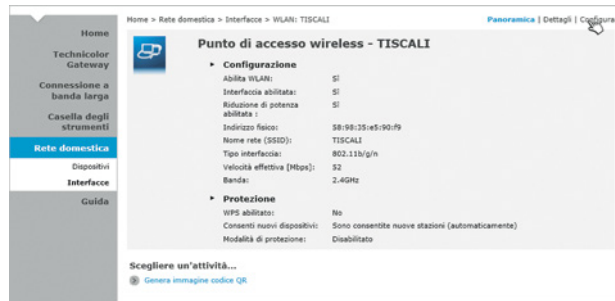 Home > Rete domestica > Interfacce > WLAN: TISCALI
Panoramica | Dettagli | Configura
Home
Technicolor
Gateway
Connessione a
banda larga
Casella degli
strumenti
Rete domestica
Dispositivi
Interfacce
Guida
Punto di accesso wireless - TISCALI
Configurazione
Abilita WLAN: Sì
Interfaccia abilitata: Sì
Riduzione di potenza
abilitata : Sì
Indirizzo fisico: 58:98:35:e5:90:f9
Nome rete (SSID): TISCALI
Tipo interfaccia: 802.11b/g/n
Velocità effettiva [Mbps]: 52
Banda: 2.4GHz
Protezione
WPS abilitato: No
Consenti nuovi dispositivi: Sono consentite nuove stazioni (automaticamente)
Modalità di protezione: Disabilitato
Scegliere un'attività...
Genera immagine codice QR